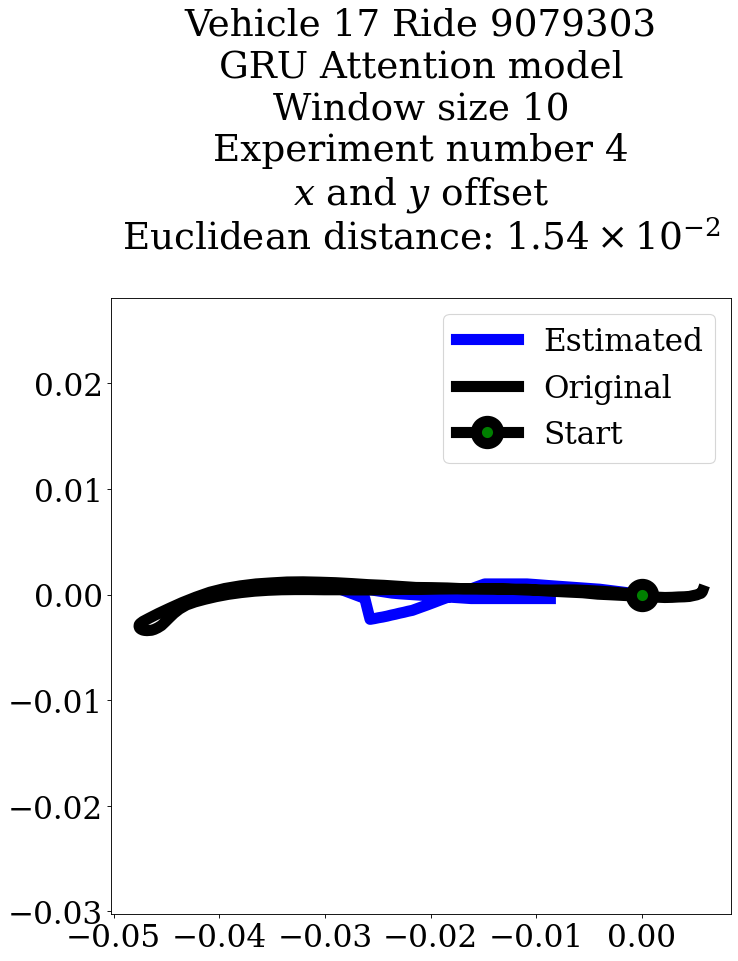 Vehicle 17 Ride 9079303
GRU Attention model
Window size 10
Experiment number 4
x and y offset
Euclidean distance: 1.54 × 10⁻²
Estimated
Original
Start
0.02
0.01
0.00
−0.01
−0.02
−0.03
−0.05 −0.04 −0.03 −0.02 −0.01 0.00